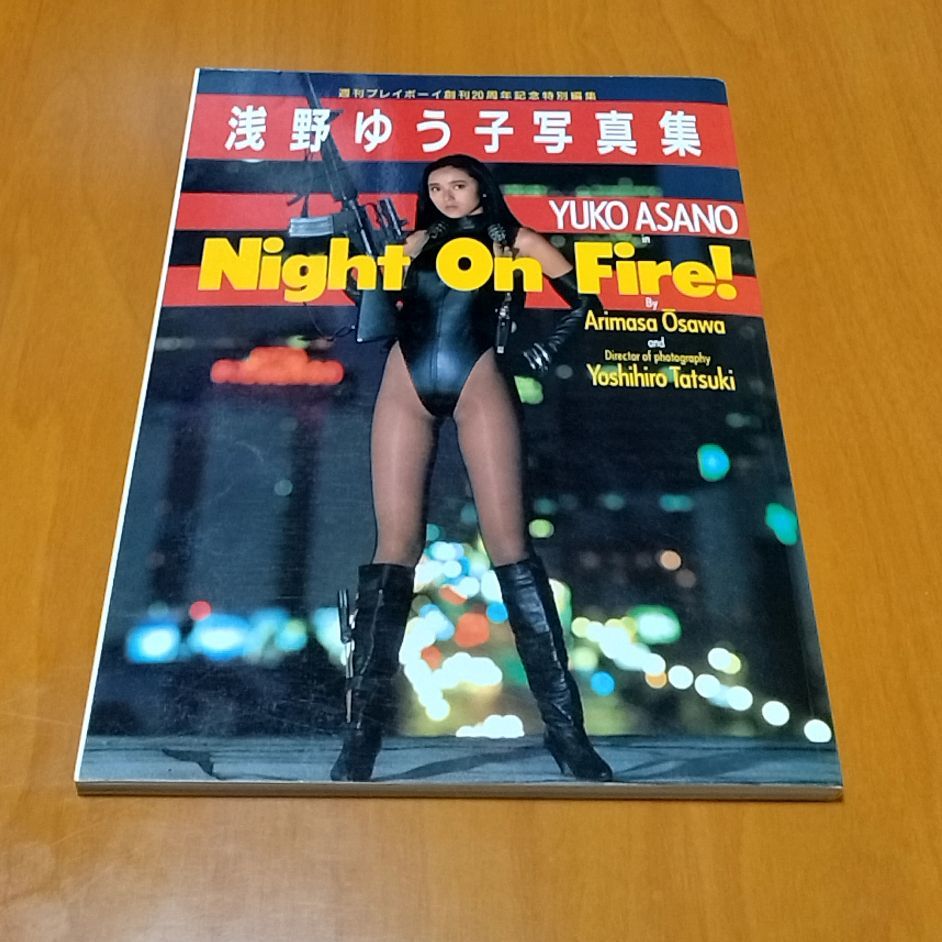 週刊プレイボーイ創刊20周年記念特別編集
浅野ゆう子写真集
YUKO ASANO
in
Night On Fire!
By
Arimasa Ōsawa
and
Director of photography
Yoshihiro Tatsuki